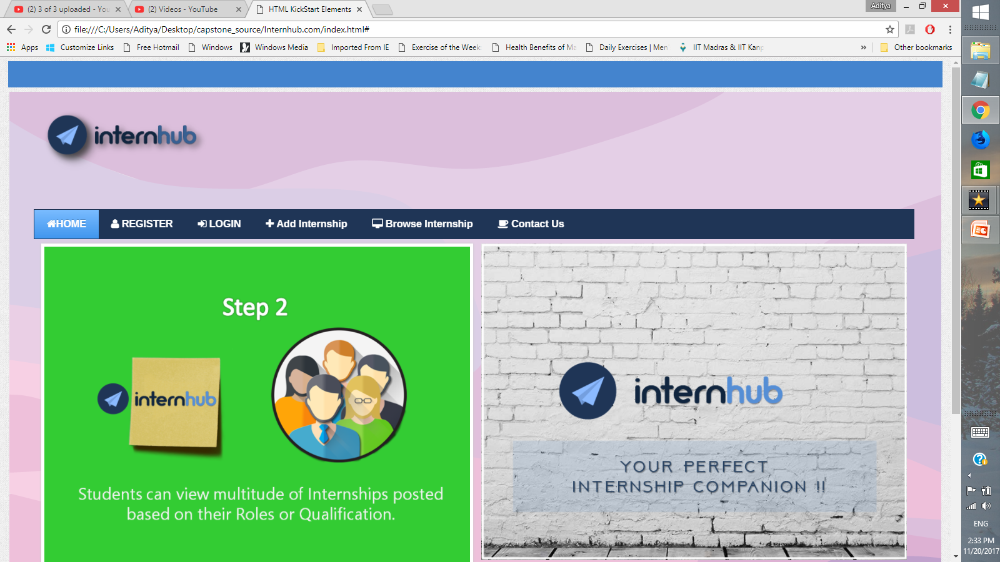 (2) 3 of 3 uploaded - You
(2) Videos - YouTube
HTML KickStart Elements
Aditya
file:///C:/Users/Aditya/Desktop/capstone_source/Internhub.com/index.html#
Apps
Customize Links
Free Hotmail
Windows
Windows Media
Imported From IE
Exercise of the Week
Health Benefits of Ma
Daily Exercises | Men
IIT Madras & IIT Kanp
»
Other bookmarks
internhub
HOME
REGISTER
LOGIN
Add Internship
Browse Internship
Contact Us
Step 2
internhub
Students can view multitude of Internships posted
based on their Roles or Qualification.
internhub
YOUR PERFECT
INTERNSHIP COMPANION !!
ENG
2:33 PM
11/20/2017